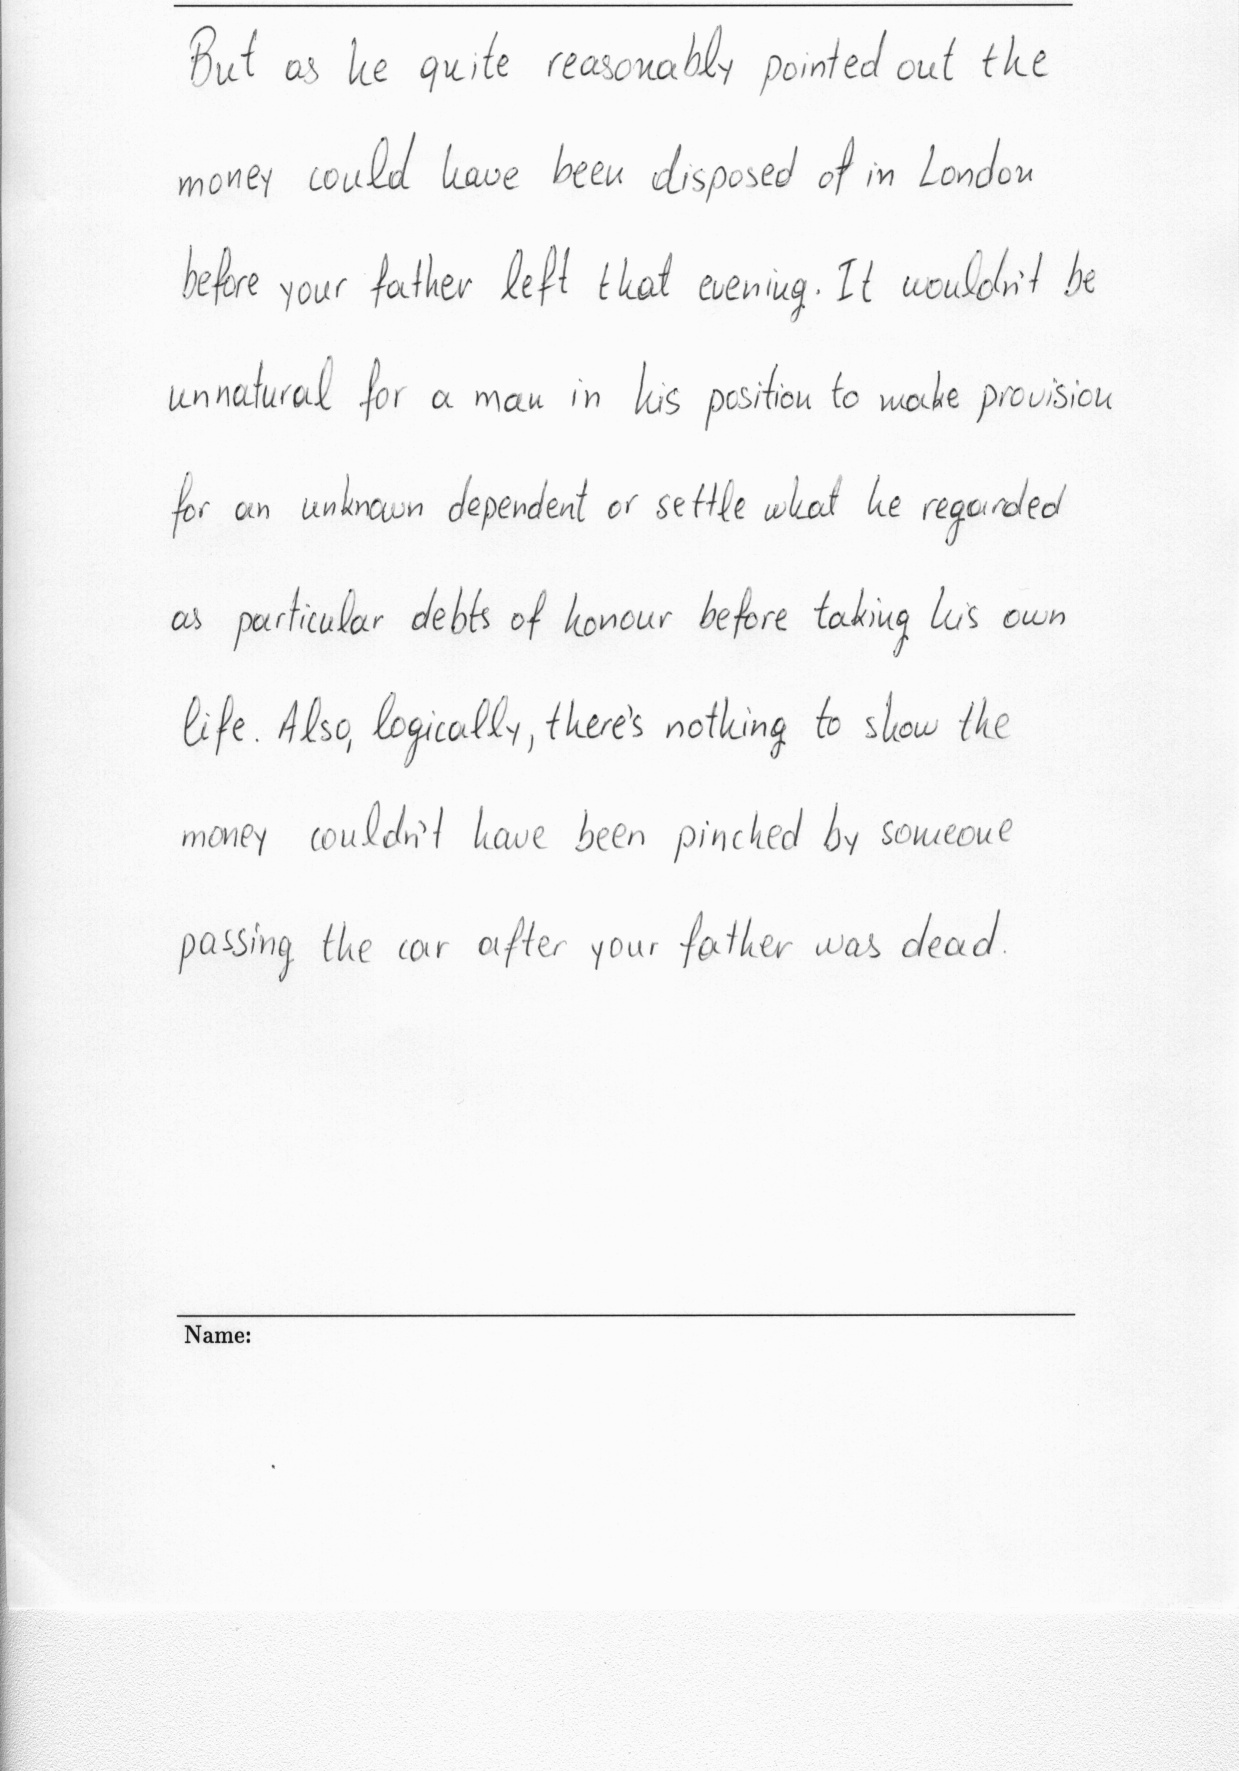 But as he quite reasonably pointed out the
money could have been disposed of in London
before your father left that evening. It wouldn't be
unnatural for a man in his position to make provision
for an unknown dependent or settle what he regarded
as particular debts of honour before taking his own
life. Also, logically, there's nothing to show the
money couldn't have been pinched by someone
passing the car after your father was dead.
Name: